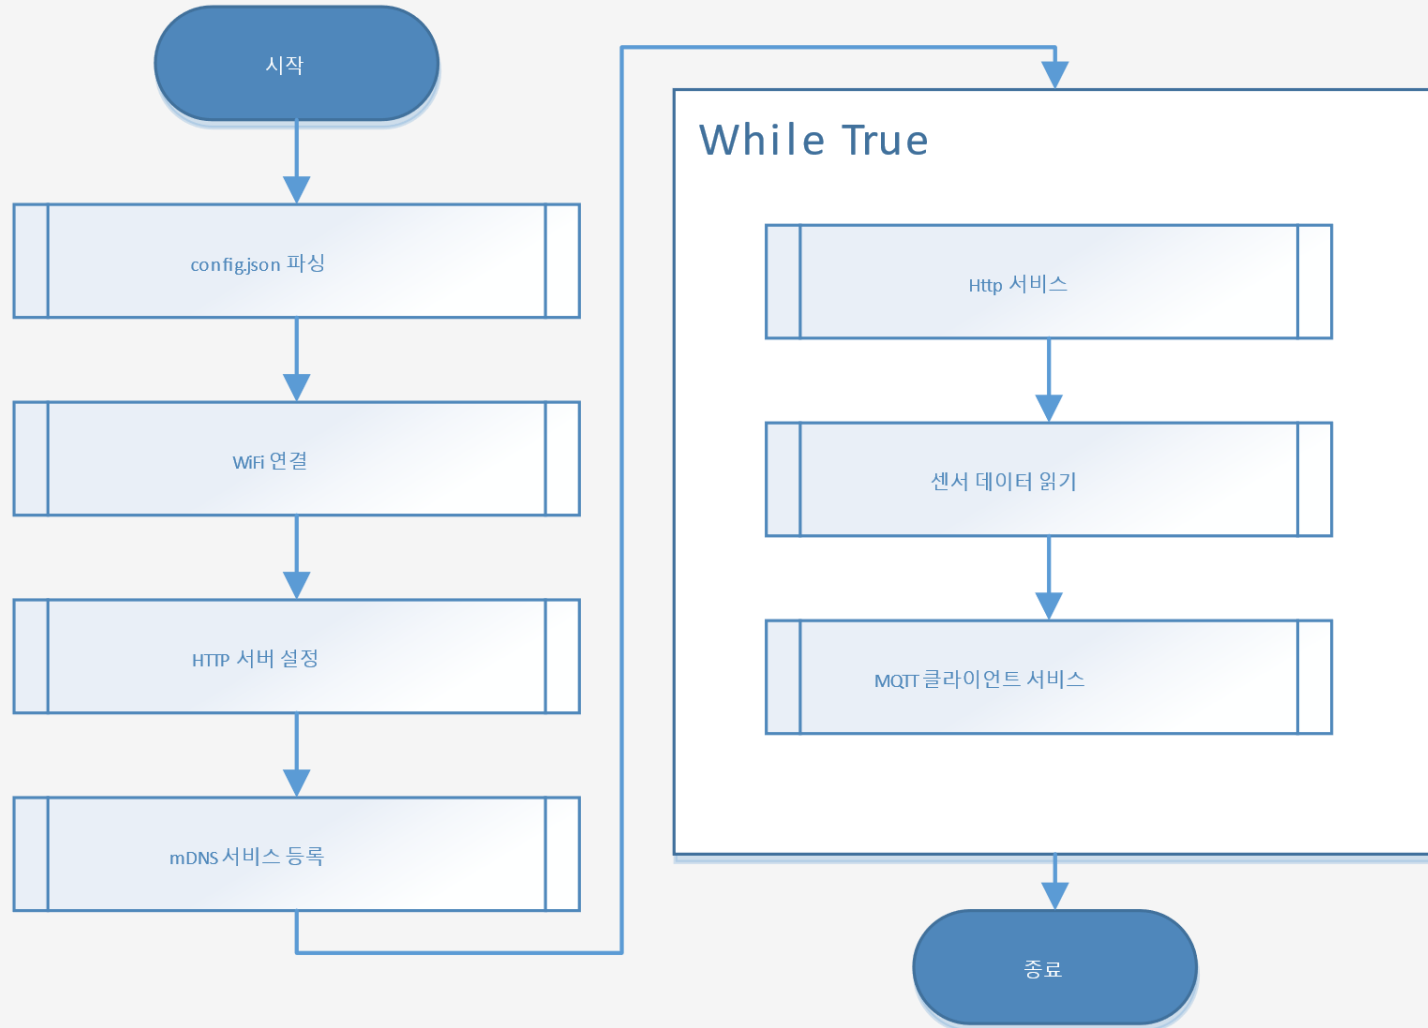 시작
config.json 파싱
WiFi 연결
HTTP 서버 설정
mDNS 서비스 등록
While True
Http 서비스
센서 데이터 읽기
MQTT 클라이언트 서비스
종료